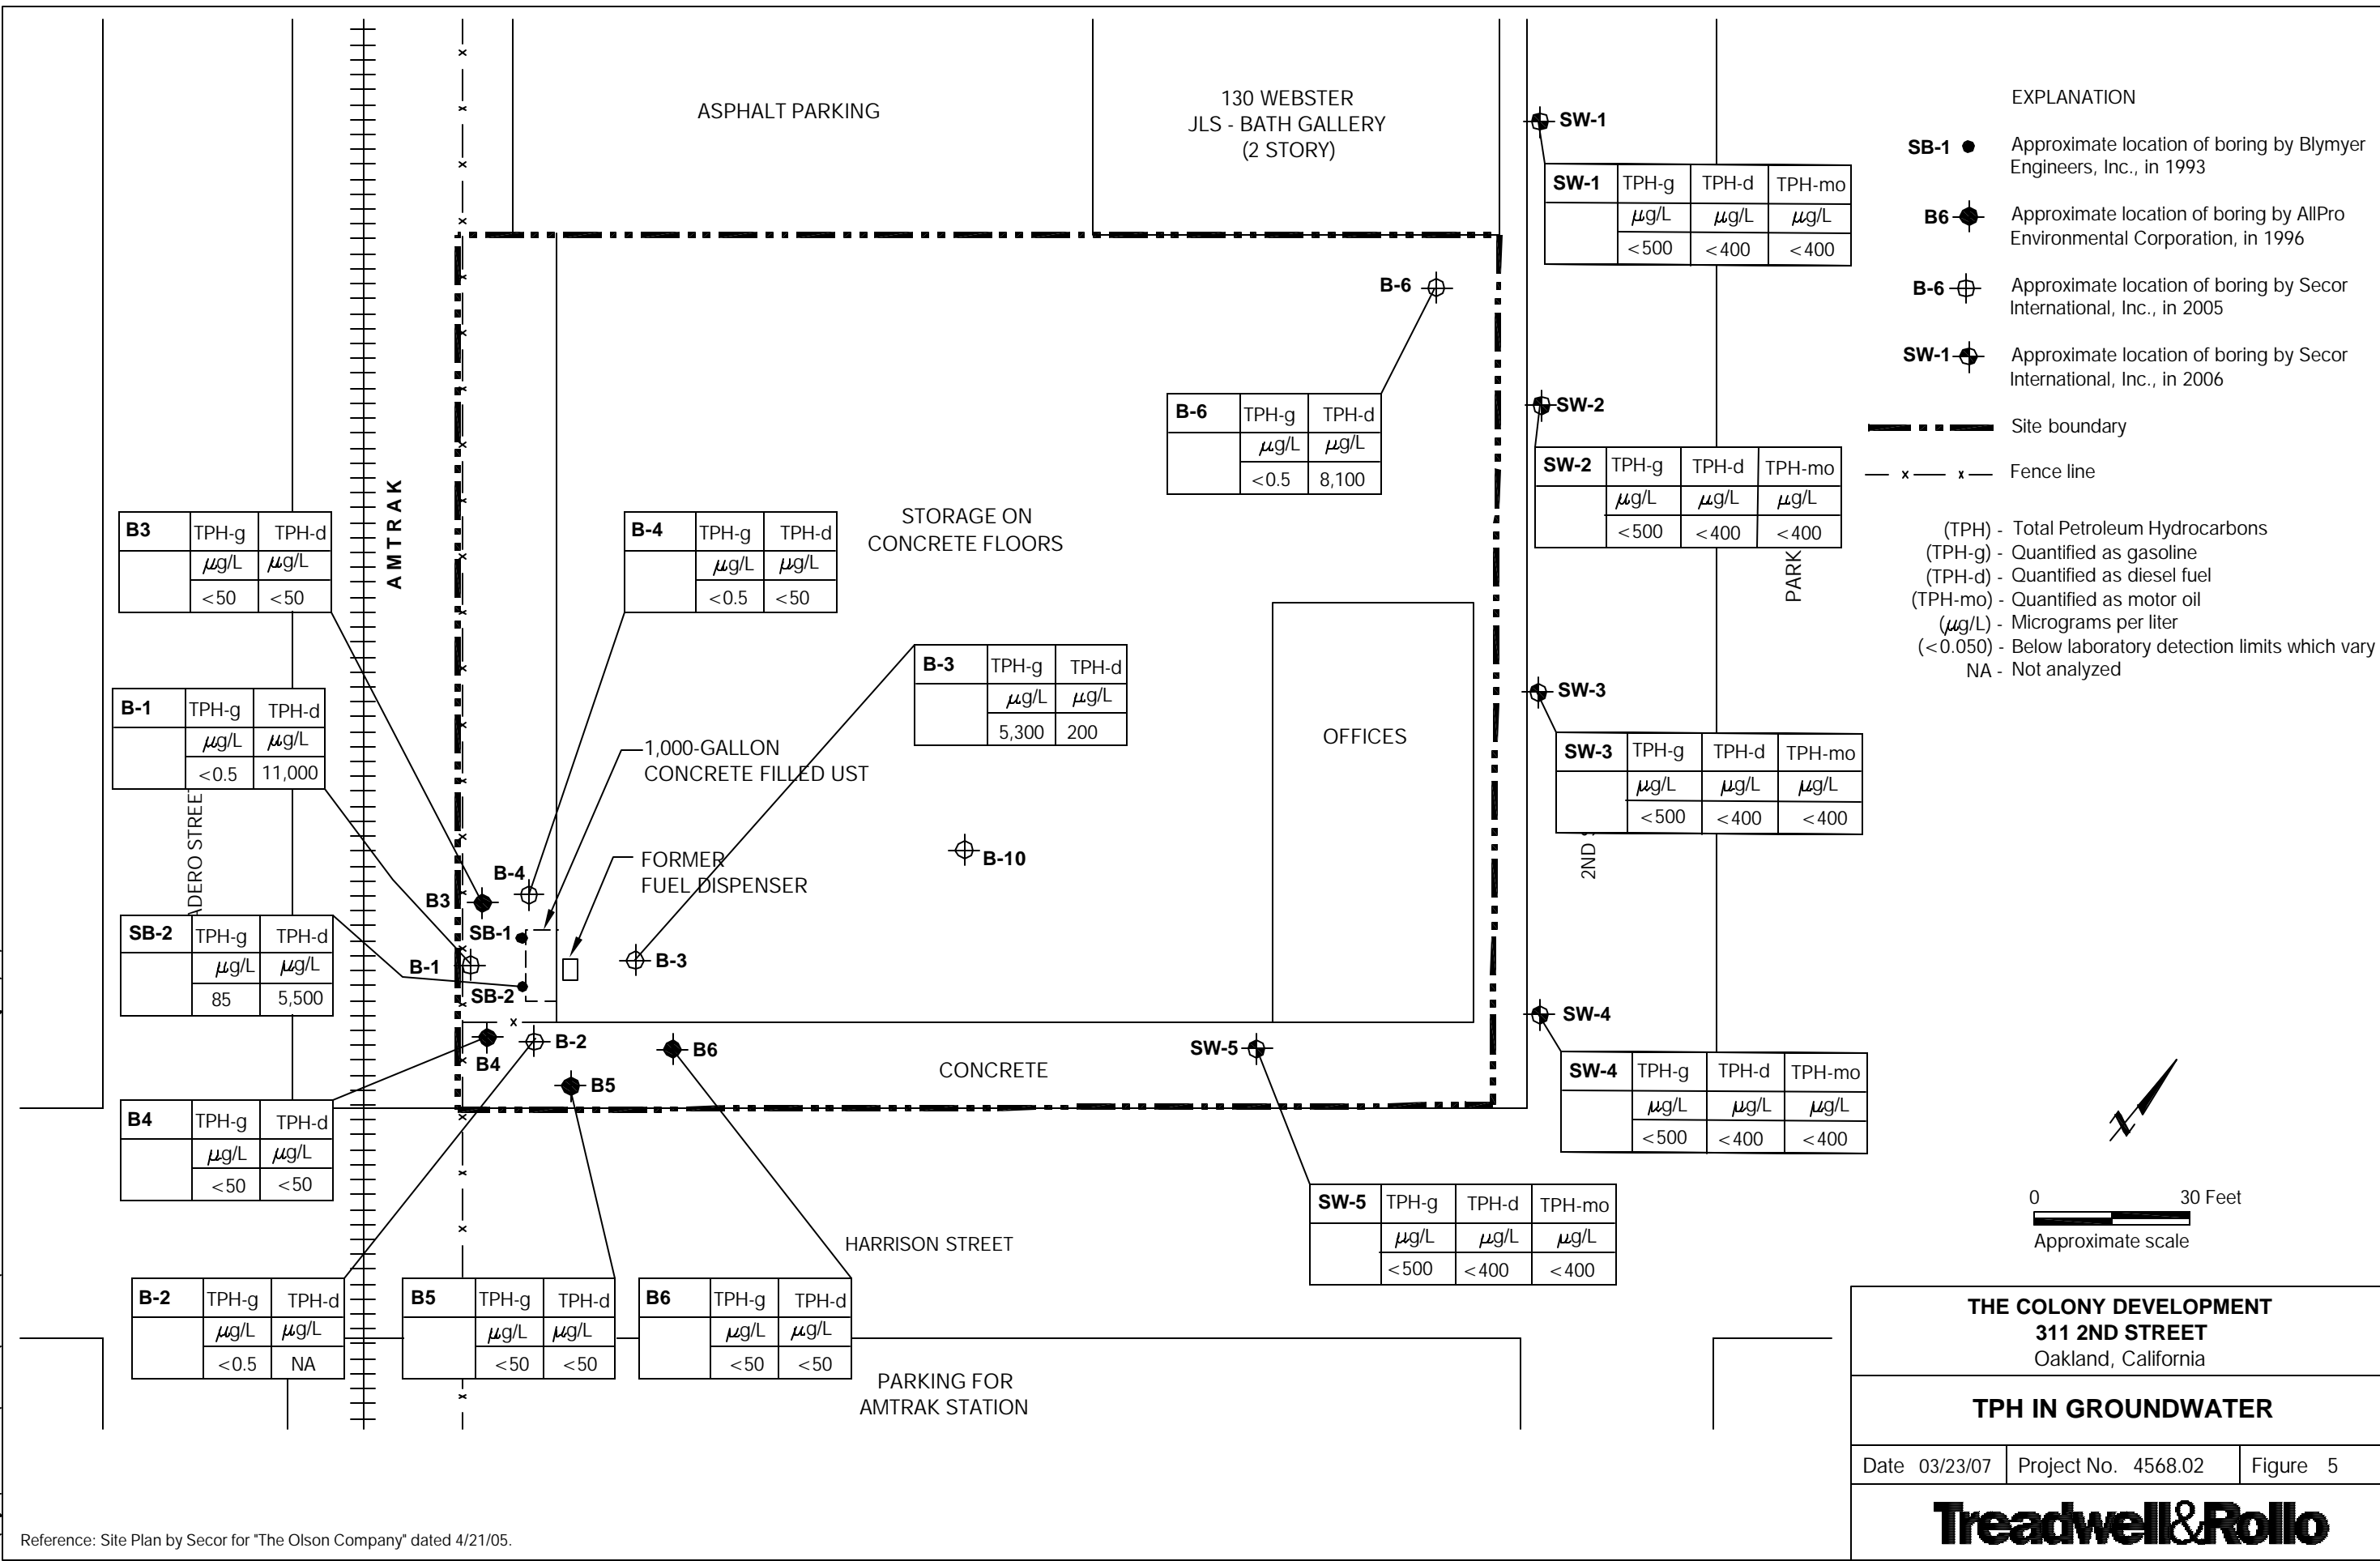 ASPHALT PARKING
130 WEBSTER
JLS - BATH GALLERY
(2 STORY)
SW-1
SW-1 TPH-g TPH-d TPH-mo
µg/L µg/L µg/L
<500 <400 <400
EXPLANATION
SB-1 Approximate location of boring by Blymyer
Engineers, Inc., in 1993
B6 Approximate location of boring by AllPro
Environmental Corporation, in 1996
B-6 Approximate location of boring by Secor
International, Inc., in 2005
SW-1 Approximate location of boring by Secor
International, Inc., in 2006
Site boundary
x x Fence line
(TPH) - Total Petroleum Hydrocarbons
(TPH-g) - Quantified as gasoline
(TPH-d) - Quantified as diesel fuel
(TPH-mo) - Quantified as motor oil
(µg/L) - Micrograms per liter
(<0.050) - Below laboratory detection limits which vary
NA - Not analyzed
B-6
B-6 TPH-g TPH-d
µg/L µg/L
<0.5 8,100
SW-2
SW-2 TPH-g TPH-d TPH-mo
µg/L µg/L µg/L
<500 <400 <400
PARK
AMTRAK
B3 TPH-g TPH-d
µg/L µg/L
<50 <50
B-4 TPH-g TPH-d
µg/L µg/L
<0.5 <50
STORAGE ON
CONCRETE FLOORS
B-3 TPH-g TPH-d
µg/L µg/L
5,300 200
OFFICES
SW-3
SW-3 TPH-g TPH-d TPH-mo
µg/L µg/L µg/L
<500 <400 <400
2ND
B-1 TPH-g TPH-d
µg/L µg/L
<0.5 11,000
1,000-GALLON
CONCRETE FILLED UST
FORMER
FUEL DISPENSER
B-10
ADERO STREE
B-4
B3
SB-1
B-1
B-3
SB-2
SB-2 TPH-g TPH-d
µg/L µg/L
85 5,500
B4
B-2
B6
B5
CONCRETE
SW-5
SW-4
SW-4 TPH-g TPH-d TPH-mo
µg/L µg/L µg/L
<500 <400 <400
B4 TPH-g TPH-d
µg/L µg/L
<50 <50
SW-5 TPH-g TPH-d TPH-mo
µg/L µg/L µg/L
<500 <400 <400
HARRISON STREET
B-2 TPH-g TPH-d
µg/L µg/L
<0.5 NA
B5 TPH-g TPH-d
µg/L µg/L
<50 <50
B6 TPH-g TPH-d
µg/L µg/L
<50 <50
PARKING FOR
AMTRAK STATION
N
0 30 Feet
Approximate scale
THE COLONY DEVELOPMENT
311 2ND STREET
Oakland, California
TPH IN GROUNDWATER
Date 03/23/07 Project No. 4568.02 Figure 5
Treadwell&Rollo
Reference: Site Plan by Secor for "The Olson Company" dated 4/21/05.